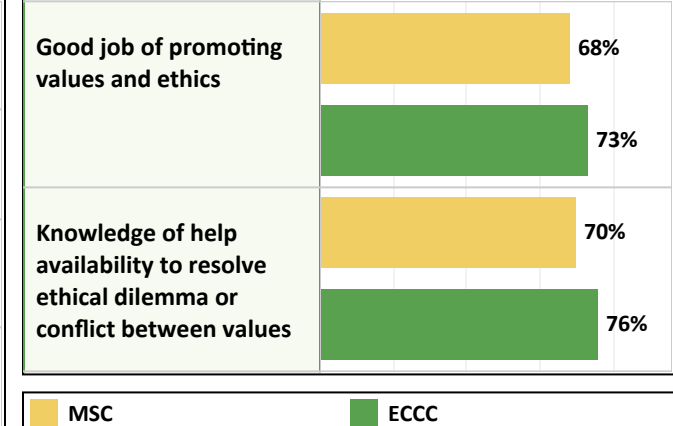 Good job of promoting
values and ethics
68%
73%
Knowledge of help
availability to resolve
ethical dilemma or
conflict between values
70%
76%
MSC
ECCC